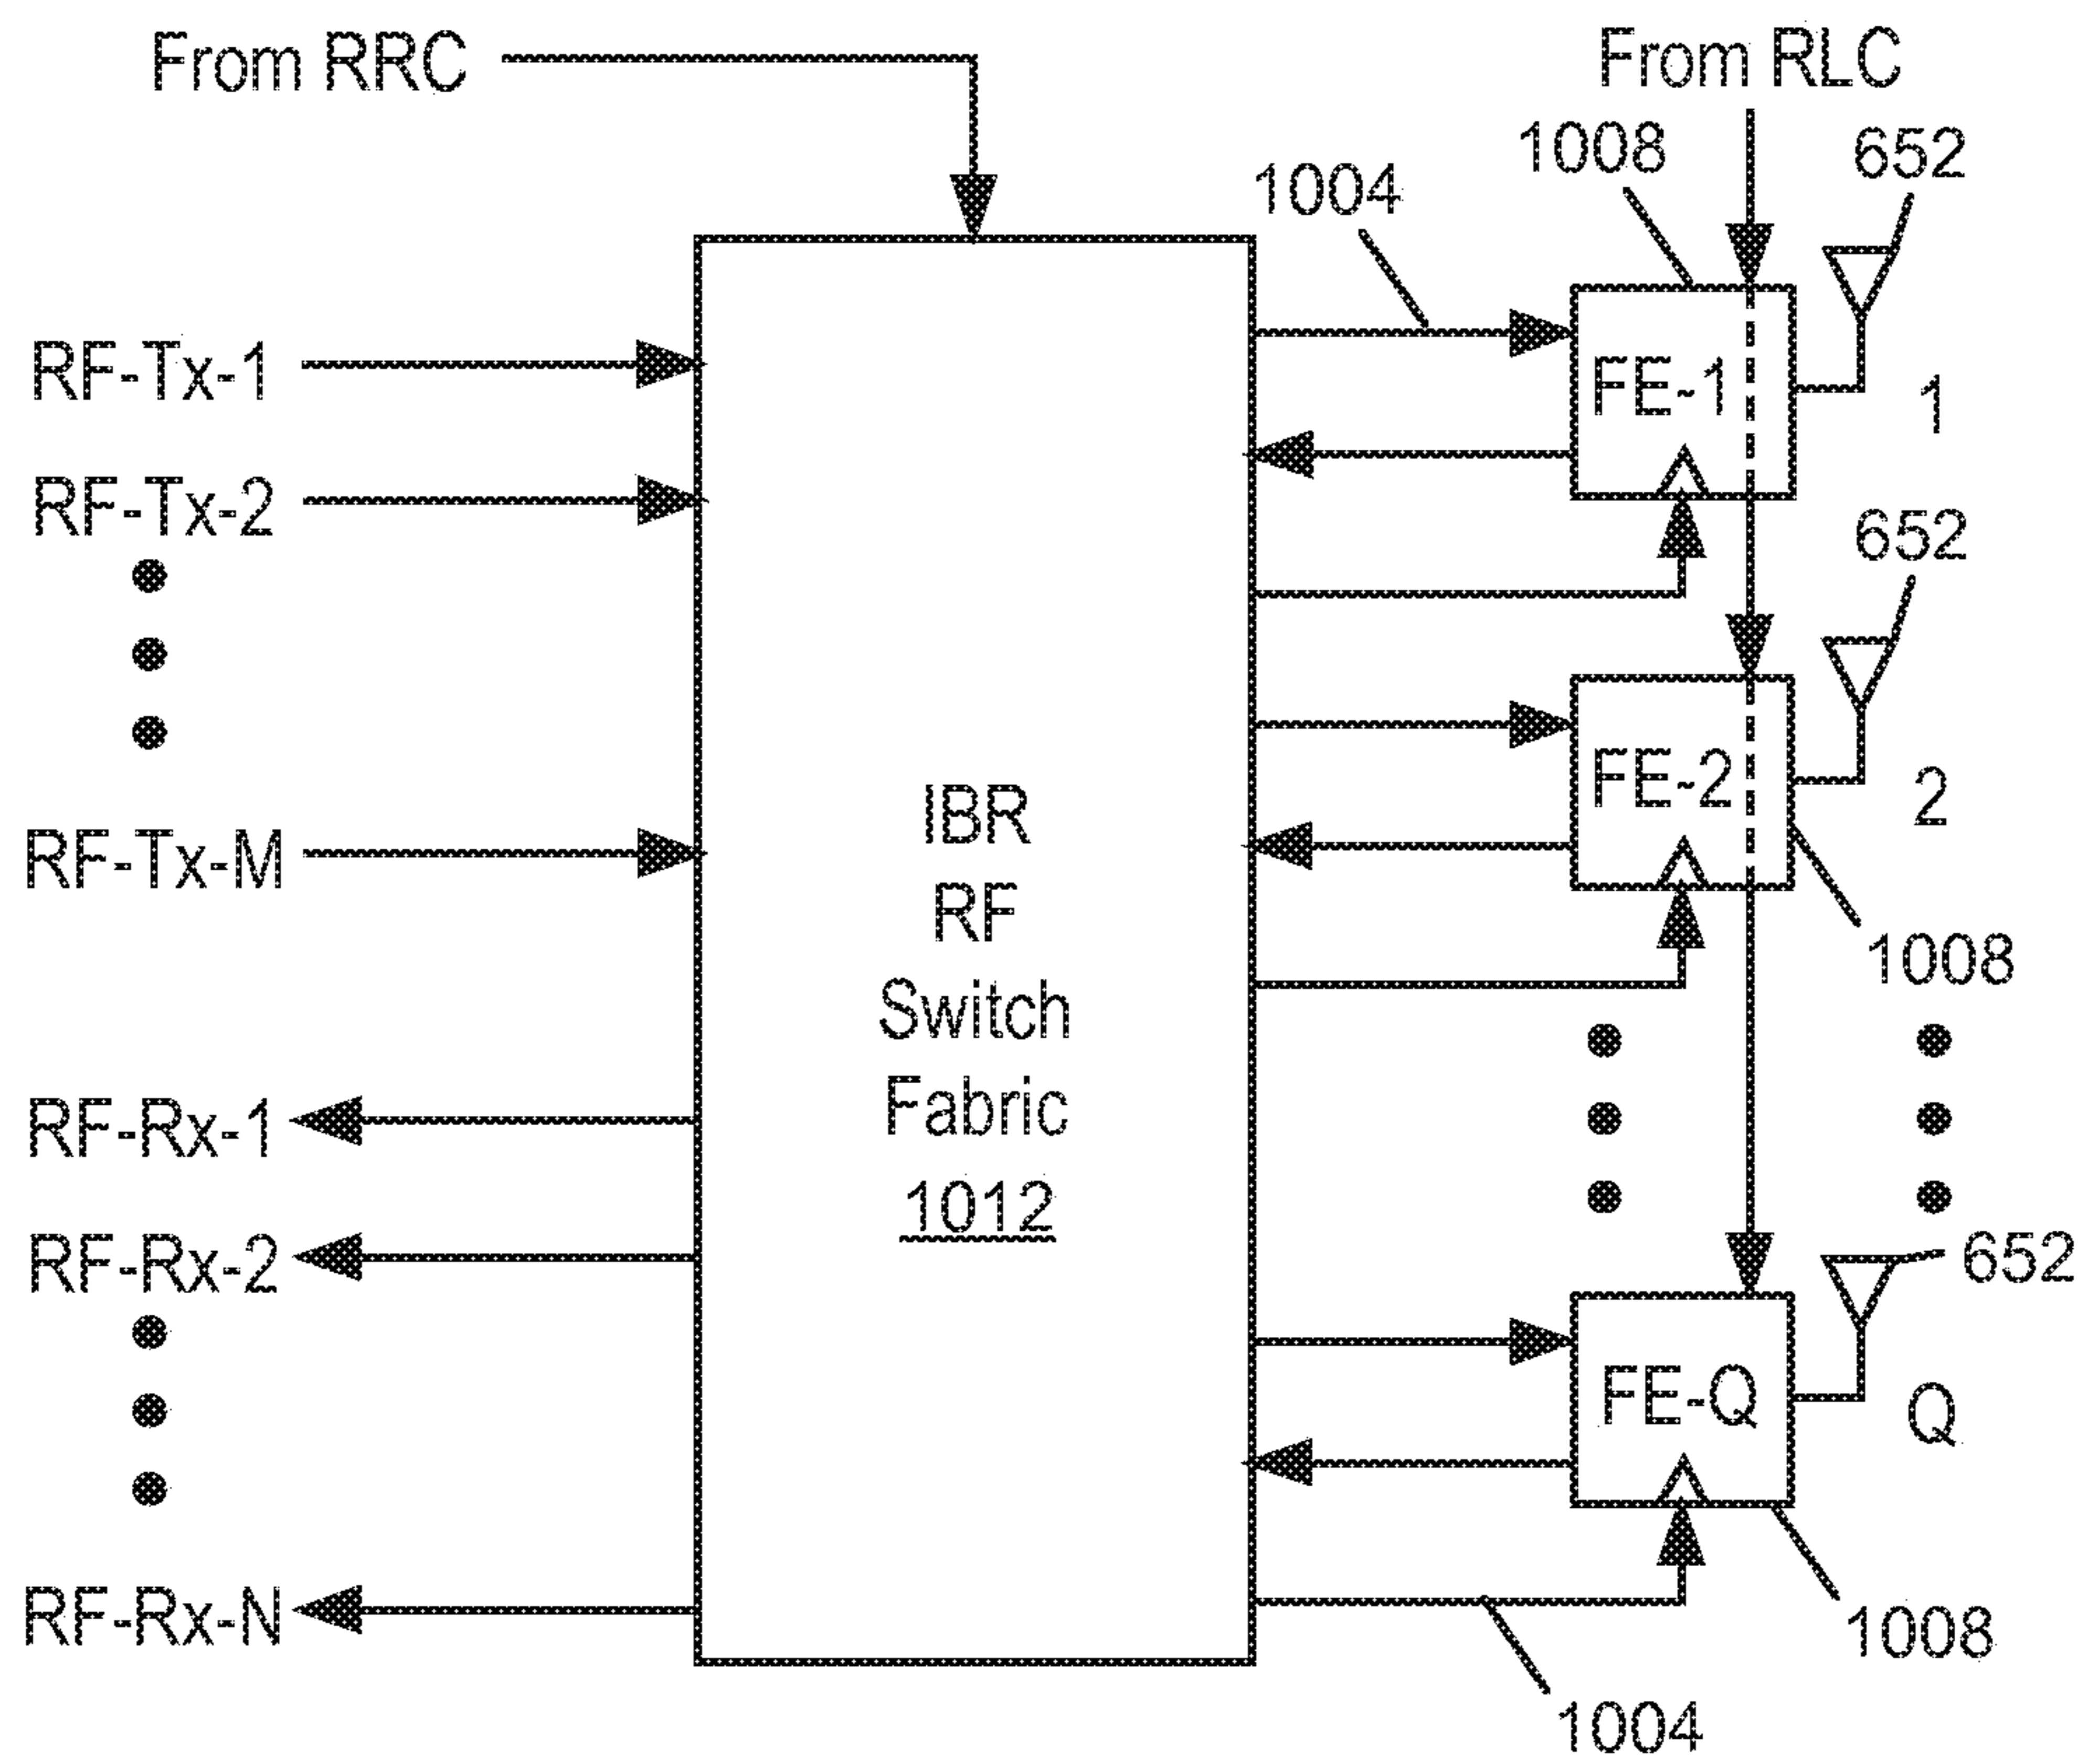 From RRC
From RLC
1008
652
1004
RF-Tx-1
FE-1
1
RF-Tx-2
652
FE-2
2
RF-Tx-M
IBR
RF
Switch
Fabric
1012
1008
RF-Rx-1
RF-Rx-2
652
FE-Q
Q
RF-Rx-N
1008
1004